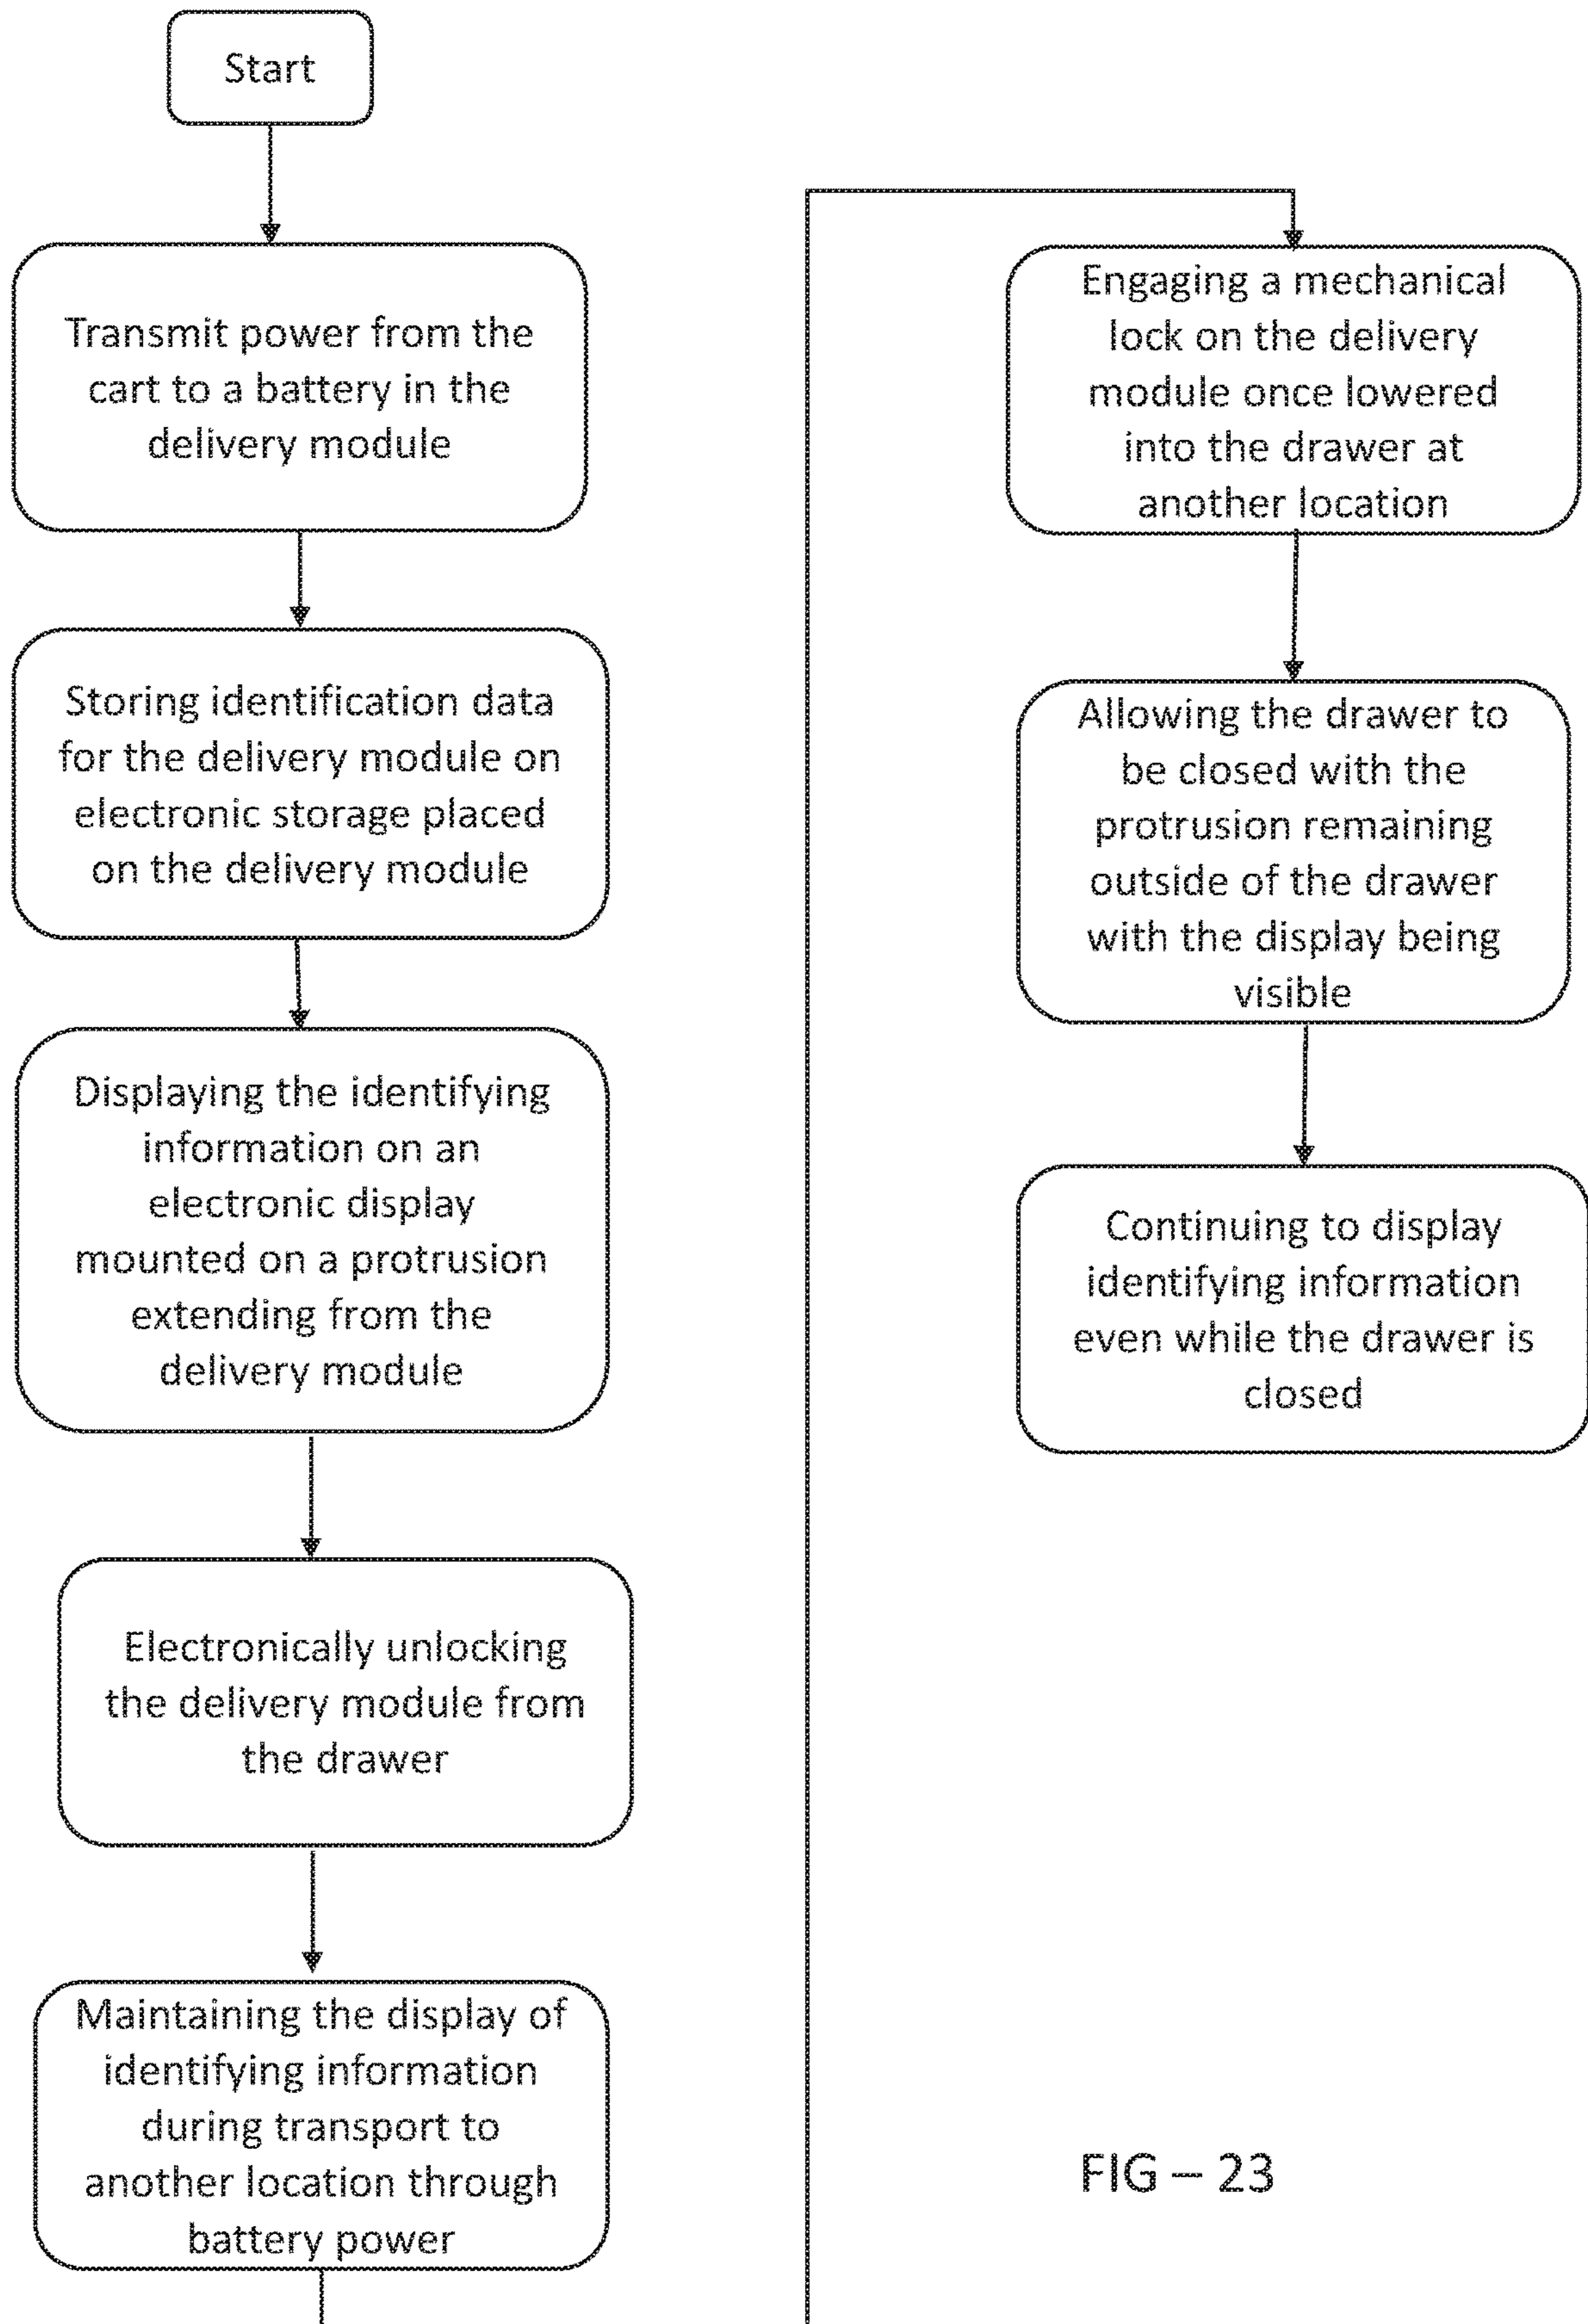 Start
Transmit power from the
cart to a battery in the
delivery module
Storing identification data
for the delivery module on
electronic storage placed
on the delivery module
Displaying the identifying
information on an
electronic display
mounted on a protrusion
extending from the
delivery module
Electronically unlocking
the delivery module from
the drawer
Maintaining the display of
identifying information
during transport to
another location through
battery power
Engaging a mechanical
lock on the delivery
module once lowered
into the drawer at
another location
Allowing the drawer to
be closed with the
protrusion remaining
outside of the drawer
with the display being
visible
Continuing to display
identifying information
even while the drawer is
closed
FIG – 23